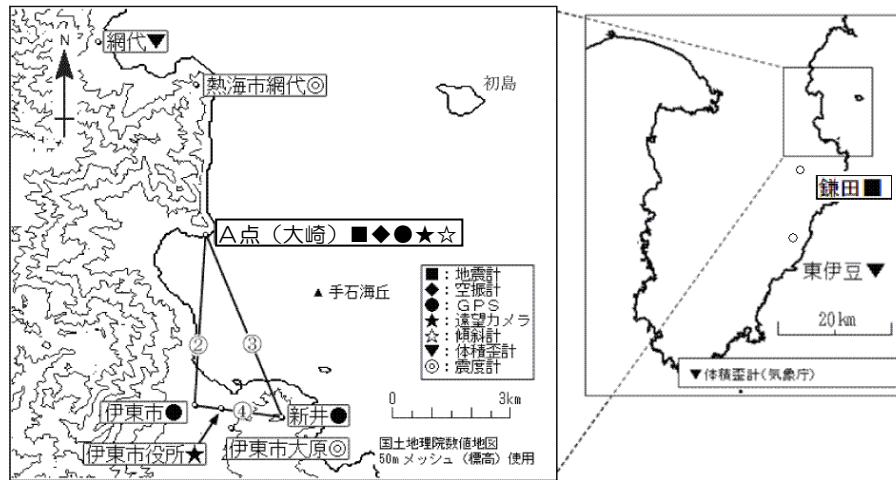 N
網代▼
熱海市網代◎
初島
A点(大崎)■◆●★☆
▲手石海丘
■:地震計
◆:空振計
●:GPS
★:遠望カメラ
☆:傾斜計
▼:体積歪計
◎:震度計
②
③
④
伊東市●
新井●
伊東市役所★
伊東市大原◎
0 3km
国土地理院数値地図
50mメッシュ(標高)使用
鎌田■
東伊豆▼
20km
▼体積歪計(気象庁)